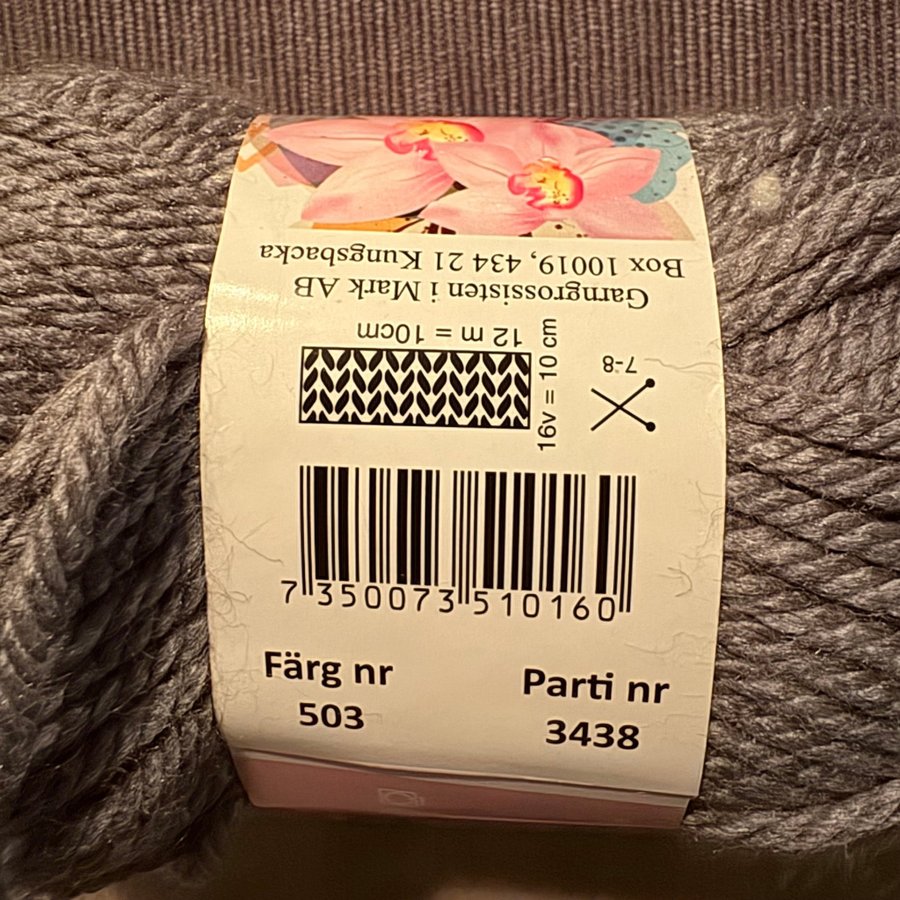 Box 10019, 434 21 Kungsbacka
Garngrossisten i Mark AB
12 m = 10cm
16v = 10 cm
7-8
7 350073 510160
Färg nr
503
Parti nr
3438